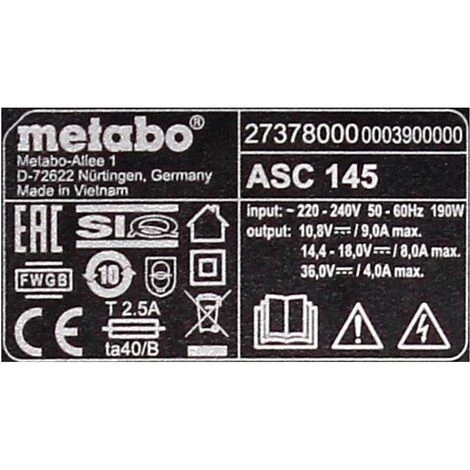 metabo®
Metabo-Allee 1
D-72622 Nürtingen, Germany
Made in Vietnam
27378000 0003900000
ASC 145
input: ~ 220 - 240V 50 - 60Hz 190W
output: 10,8V⎓/ 9,0A max.
14,4 - 18,0V⎓/ 8,0A max.
36,0V⎓/ 4,0A max.
EAC SIQ
FWGB 10
CE T 2.5A
ta40/B